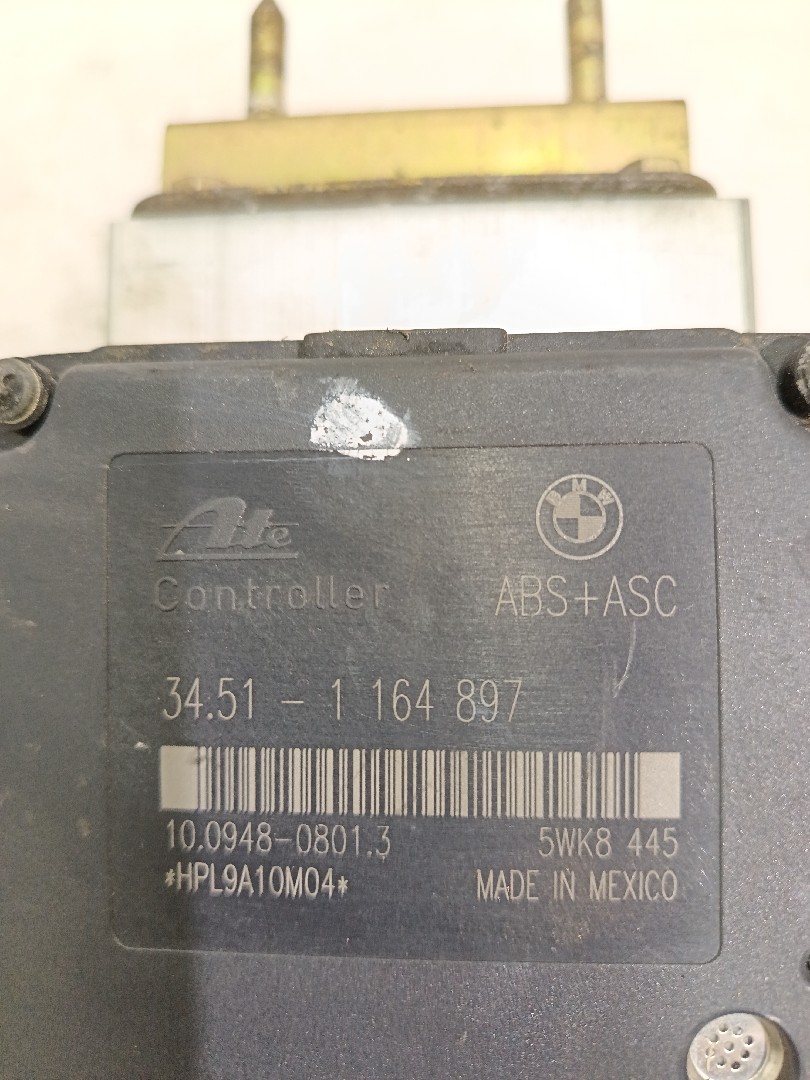 Ate
BMW
Controller
ABS+ASC
34.51 - 1 164 897
10.0948-0801.3
5WK8 445
*HPL9A10M04*
MADE IN MEXICO